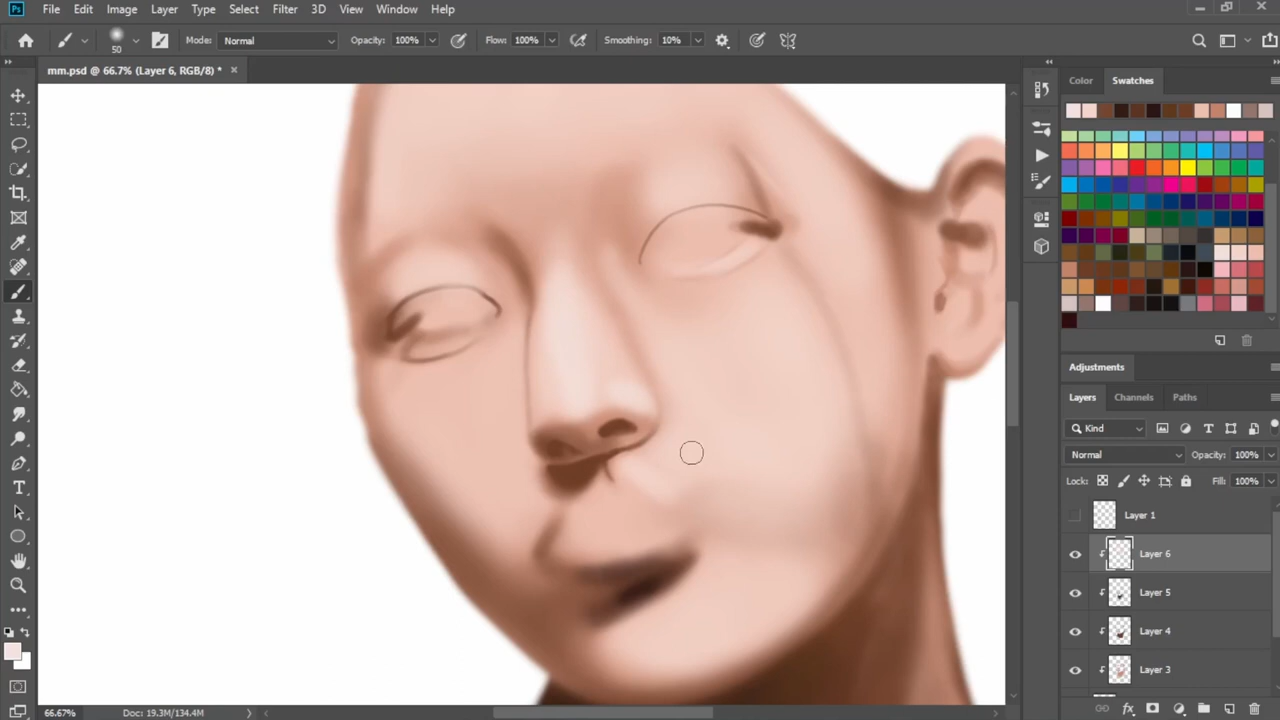 Ps File Edit Image Layer Type Select Filter 3D View Window Help
50 Mode: Normal Opacity: 100% Flow: 100% Smoothing: 10%
mm.psd @ 66.7% (Layer 6, RGB/8) *
Color Swatches
Adjustments
Layers Channels Paths
Kind
Normal Opacity: 100%
Lock: Fill: 100%
Layer 1
Layer 6
Layer 5
Layer 4
Layer 3
66.67% Doc: 19.3M/134.4M